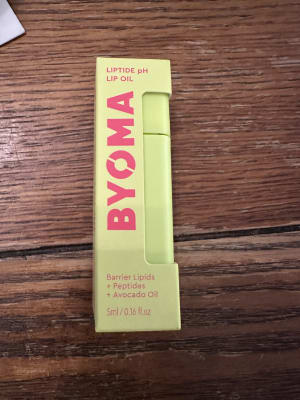 LIPTIDE pH
LIP OIL
BYOMA
Barrier Lipids
+ Peptides
+ Avocado Oil
5ml / 0.16 fl.oz